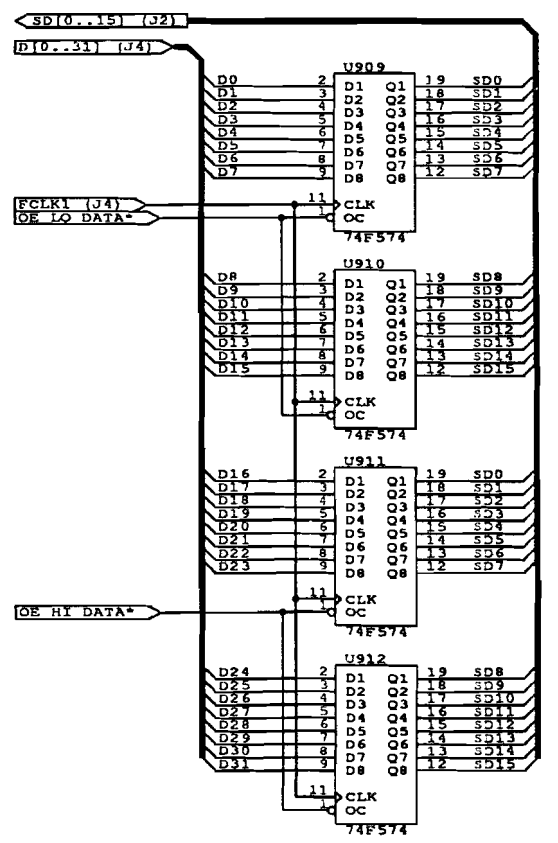 SD[0..15] (J2)
D[0..31] (J4)
U909
D0 2 D1 Q1 19 SD0
D1 3 D2 Q2 18 SD1
D2 4 D3 Q3 17 SD2
D3 5 D4 Q4 16 SD3
D4 6 D5 Q5 15 SD4
D5 7 D6 Q6 14 SD5
D6 8 D7 Q7 13 SD6
D7 9 D8 Q8 12 SD7
FCLK1 (J4) 11 CLK
OE LO DATA* 1 OC
74F574
U910
D8 2 D1 Q1 19 SD8
D9 3 D2 Q2 18 SD9
D10 4 D3 Q3 17 SD10
D11 5 D4 Q4 16 SD11
D12 6 D5 Q5 15 SD12
D13 7 D6 Q6 14 SD13
D14 8 D7 Q7 13 SD14
D15 9 D8 Q8 12 SD15
11 CLK
1 OC
74F574
U911
D16 2 D1 Q1 19 SD0
D17 3 D2 Q2 18 SD1
D18 4 D3 Q3 17 SD2
D19 5 D4 Q4 16 SD3
D20 6 D5 Q5 15 SD4
D21 7 D6 Q6 14 SD5
D22 8 D7 Q7 13 SD6
D23 9 D8 Q8 12 SD7
11 CLK
OE HI DATA* 1 OC
74F574
U912
D24 2 D1 Q1 19 SD8
D25 3 D2 Q2 18 SD9
D26 4 D3 Q3 17 SD10
D27 5 D4 Q4 16 SD11
D28 6 D5 Q5 15 SD12
D29 7 D6 Q6 14 SD13
D30 8 D7 Q7 13 SD14
D31 9 D8 Q8 12 SD15
11 CLK
1 OC
74F574